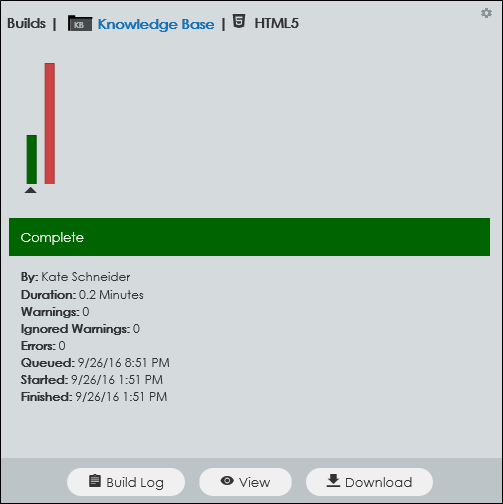 Builds | KB Knowledge Base | 5 HTML5
Complete
By: Kate Schneider
Duration: 0.2 Minutes
Warnings: 0
Ignored Warnings: 0
Errors: 0
Queued: 9/26/16 8:51 PM
Started: 9/26/16 1:51 PM
Finished: 9/26/16 1:51 PM
Build Log View Download